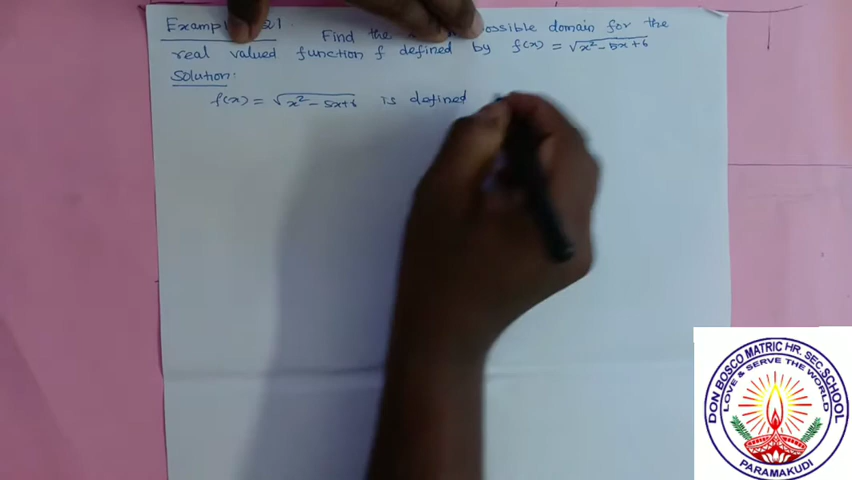 21. Find the possible domain for the
real valued function f defined by f(x) = √x² - 5x + 6
Solution:
f(x) = √x² - 5x + 6 is defined
DON BOSCO MATRIC HR. SEC. SCHOOL
LOVE & SERVE THE WORLD
PARAMAKUDI